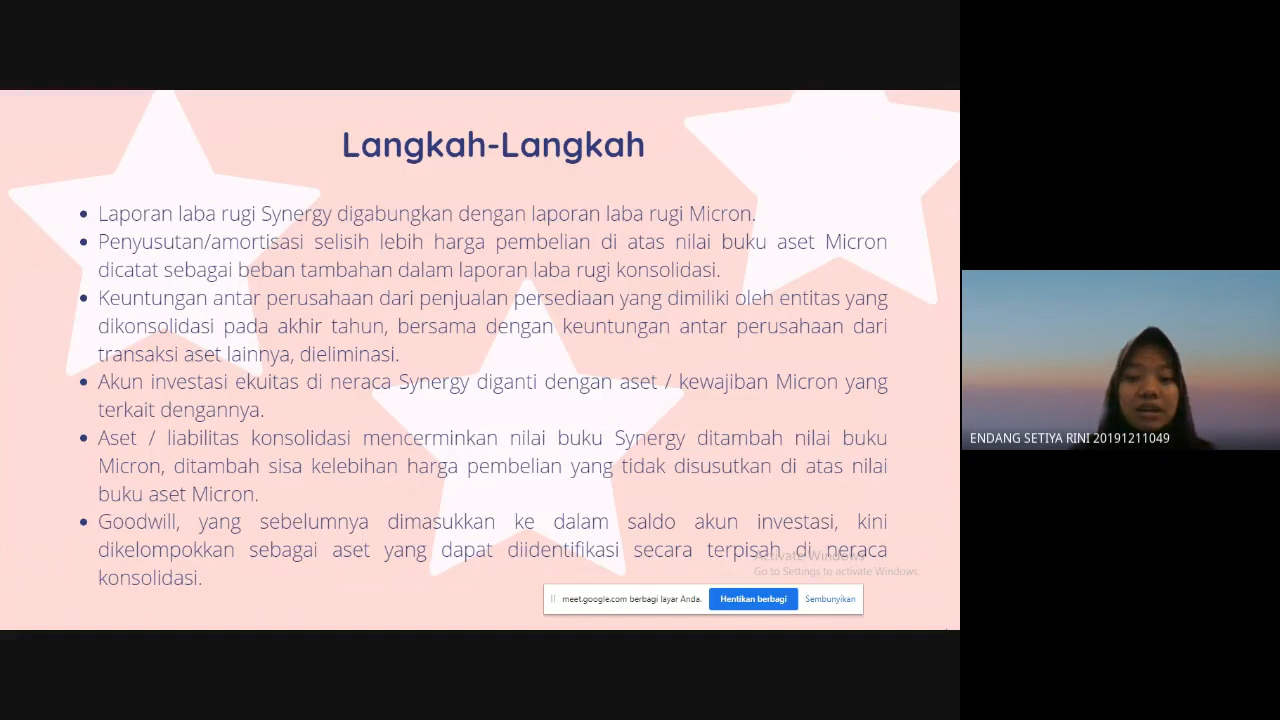 Langkah-Langkah
Laporan laba rugi Synergy digabungkan dengan laporan laba rugi Micron.
Penyusutan/amortisasi selisih lebih harga pembelian di atas nilai buku aset Micron
dicatat sebagai beban tambahan dalam laporan laba rugi konsolidasi.
Keuntungan antar perusahaan dari penjualan persediaan yang dimiliki oleh entitas yang
dikonsolidasi pada akhir tahun, bersama dengan keuntungan antar perusahaan dari
transaksi aset lainnya, dieliminasi.
Akun investasi ekuitas di neraca Synergy diganti dengan aset / kewajiban Micron yang
terkait dengannya.
Aset / liabilitas konsolidasi mencerminkan nilai buku Synergy ditambah nilai buku
Micron, ditambah sisa kelebihan harga pembelian yang tidak disusutkan di atas nilai
buku aset Micron.
Goodwill, yang sebelumnya dimasukkan ke dalam saldo akun investasi, kini
dikelompokkan sebagai aset yang dapat diidentifikasi secara terpisah di neraca
konsolidasi.
Activate Windows
Go to Settings to activate Windows.
meet.google.com berbagi layar Anda.
Hentikan berbagi
Sembunyikan
ENDANG SETIYA RINI 20191211049